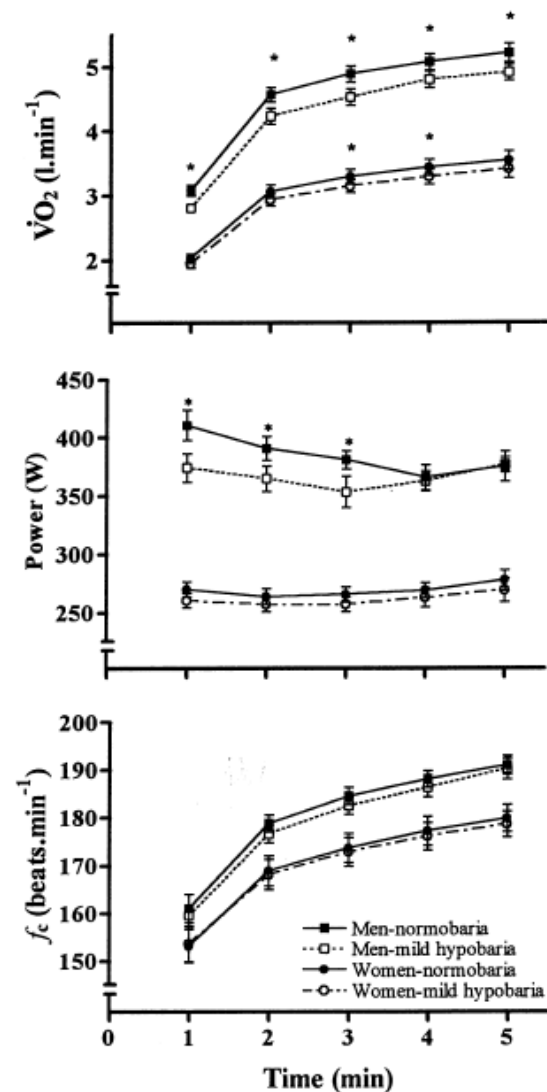 * * * * *
* *
5
4
3
2
V̇O₂ (l.min⁻¹)
450
400
350
300
250
* * *
Power (W)
200
190
180
170
160
150
f_c (beats.min⁻¹)
Men-normobaria
Men-mild hypobaria
Women-normobaria
Women-mild hypobaria
0 1 2 3 4 5
Time (min)